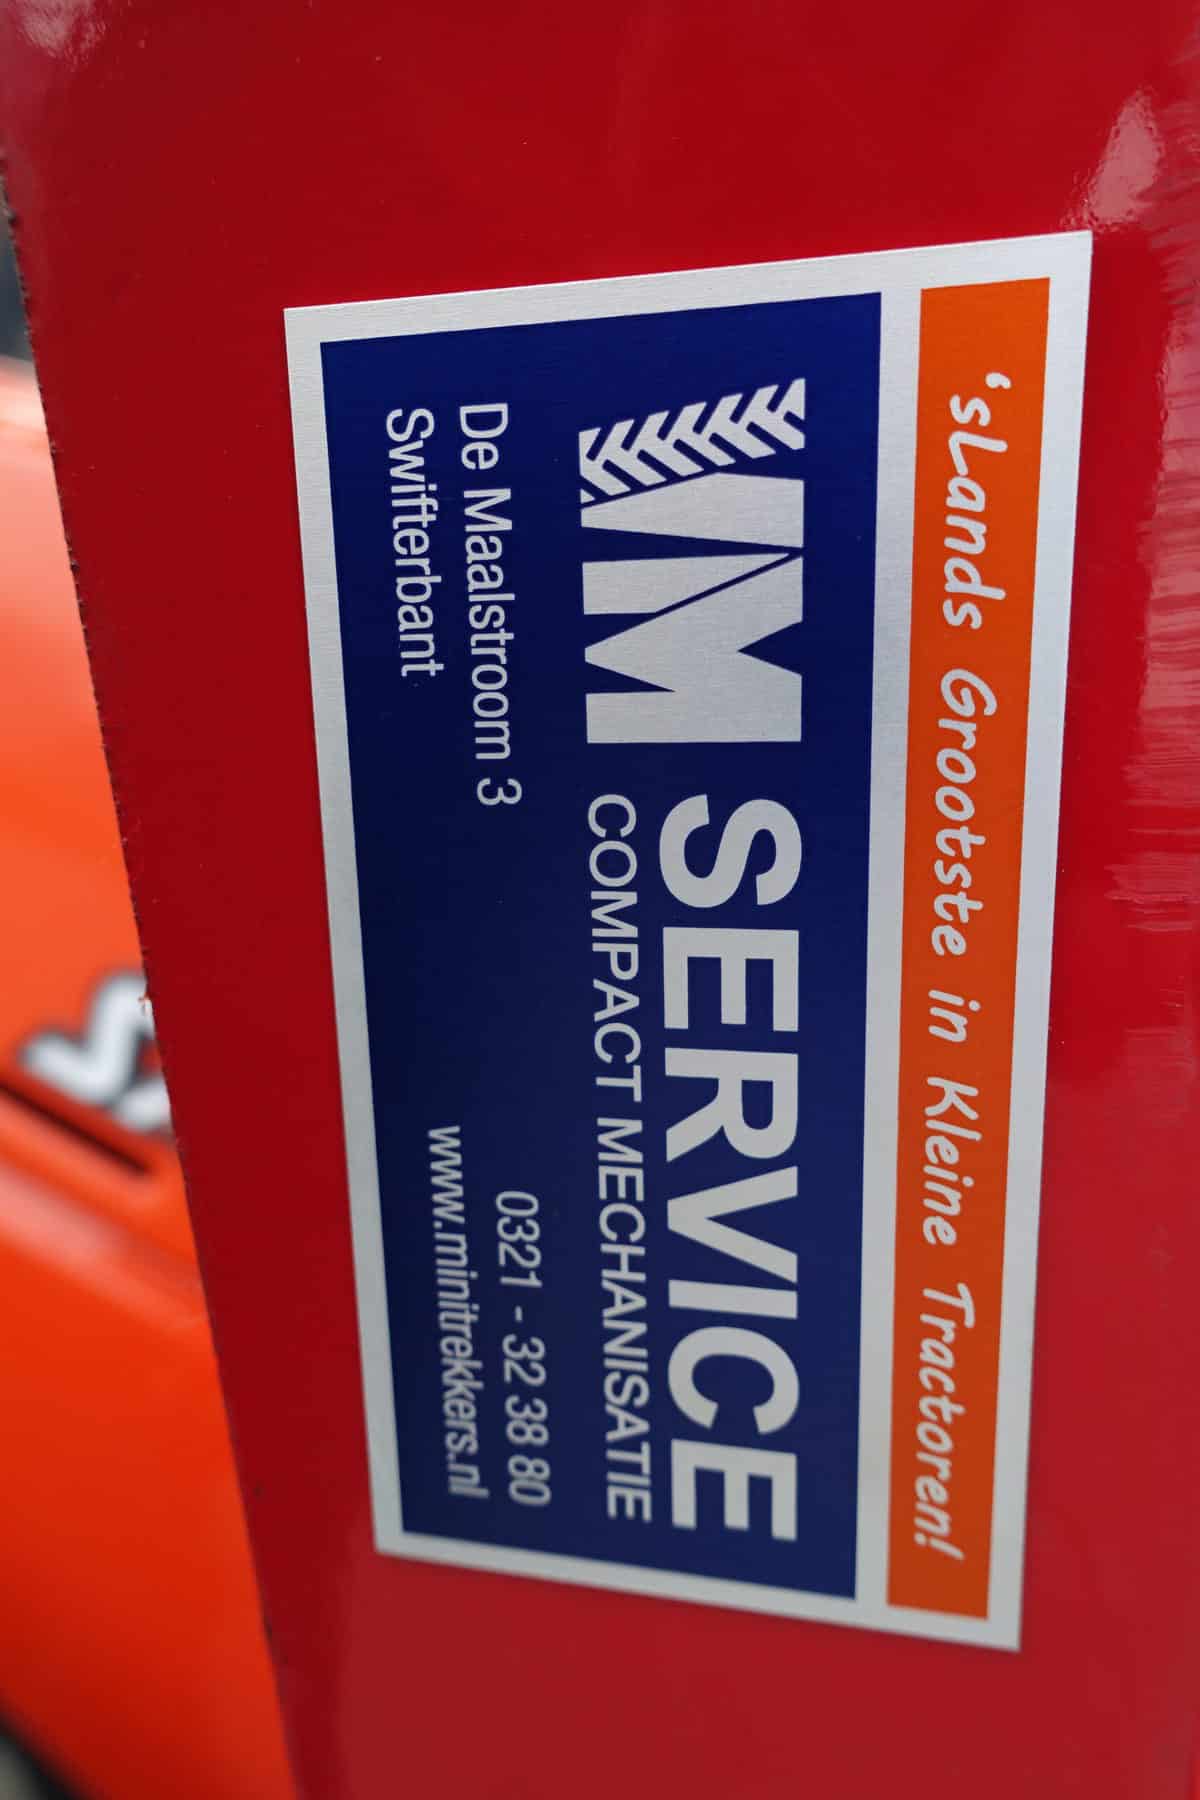 'sLands Grootste in Kleine Tractoren!
VM SERVICE
COMPACT MECHANISATIE
De Maalstroom 3
Swifterbant
0321 - 32 38 80
www.minitrekkers.nl